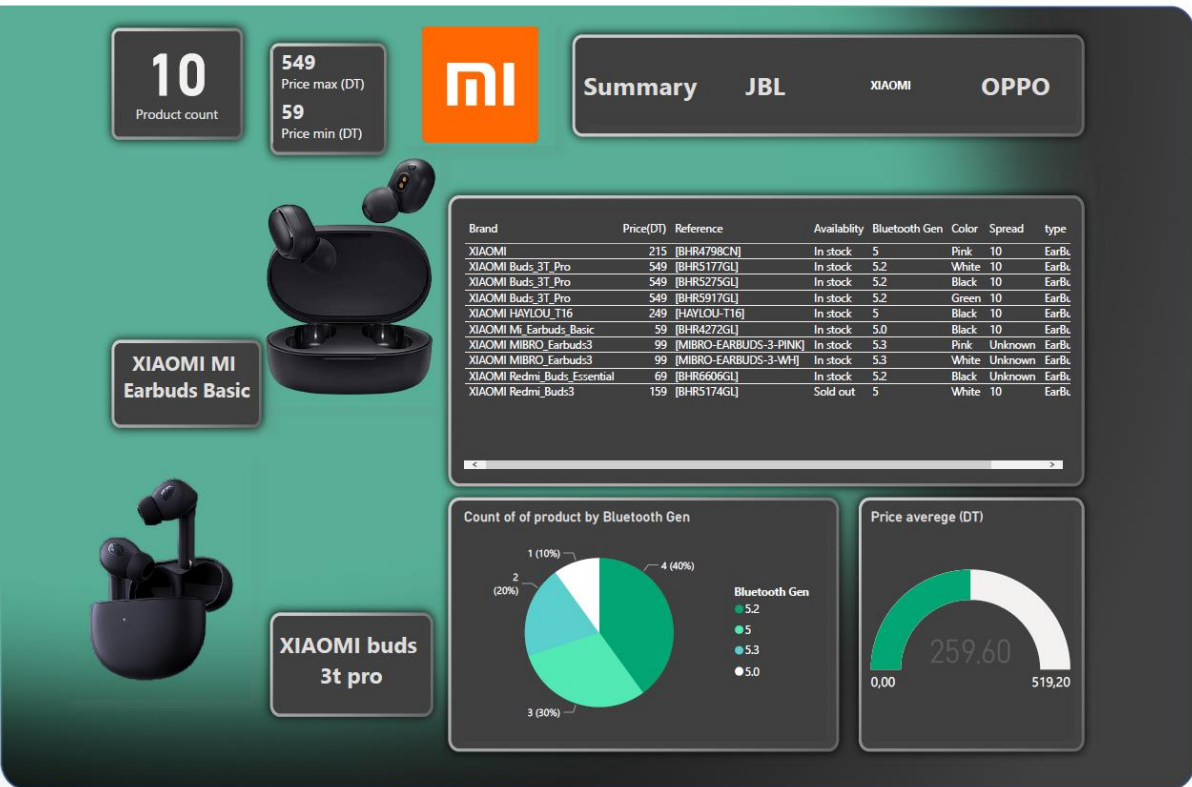 10
Product count
549
Price max (DT)
59
Price min (DT)
mi
Summary JBL XIAOMI OPPO
Brand Price(DT) Reference Availablity Bluetooth Gen Color Spread type
XIAOMI 215 [BHR4798CN] In stock 5 Pink 10 EarBu
XIAOMI Buds_3T_Pro 549 [BHR5177GL] In stock 5.2 White 10 EarBu
XIAOMI Buds_3T_Pro 549 [BHR5275GL] In stock 5.2 Black 10 EarBu
XIAOMI Buds_3T_Pro 549 [BHR5917GL] In stock 5.2 Green 10 EarBu
XIAOMI HAYLOU_T16 249 [HAYLOU-T16] In stock 5 Black 10 EarBu
XIAOMI Mi_Earbuds_Basic 59 [BHR4272GL] In stock 5.0 Black 10 EarBu
XIAOMI MIBRO_Earbuds3 99 [MIBRO-EARBUDS-3-PINK] In stock 5.3 Pink Unknown EarBu
XIAOMI MIBRO_Earbuds3 99 [MIBRO-EARBUDS-3-WH] In stock 5.3 White Unknown EarBu
XIAOMI Redmi_Buds_Essential 69 [BHR6606GL] In stock 5.2 Black Unknown EarBu
XIAOMI Redmi_Buds3 159 [BHR5174GL] Sold out 5 White 10 EarBu
XIAOMI MI
Earbuds Basic
XIAOMI buds
3t pro
Count of of product by Bluetooth Gen
1 (10%)
4 (40%)
2
(20%)
3 (30%)
Bluetooth Gen
5.2
5
5.3
5.0
Price averege (DT)
259,60
0,00 519,20